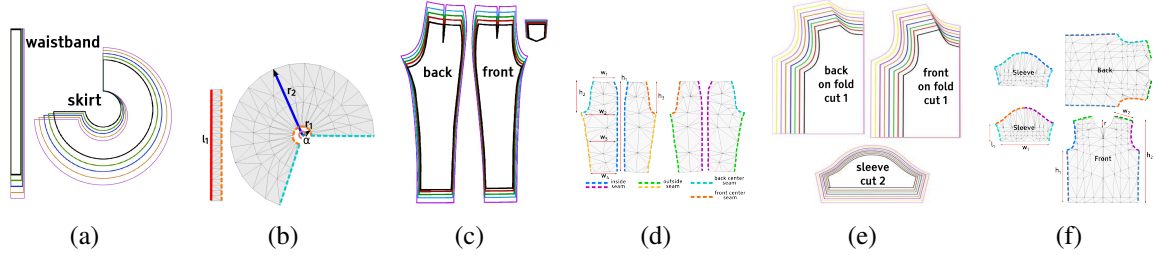 waistband
skirt
l₁
r₂
r₁
α
back
front
w₁
h₂
h₁
w₂
w₃
inside
seam
outside
seam
back center
seam
front center
seam
back
on fold
cut 1
front
on fold
cut 1
sleeve
cut 2
Sleeve
Back
Sleeve
l₁
w₁
w₂
r
Front
h₁
h₂
(a)
(b)
(c)
(d)
(e)
(f)